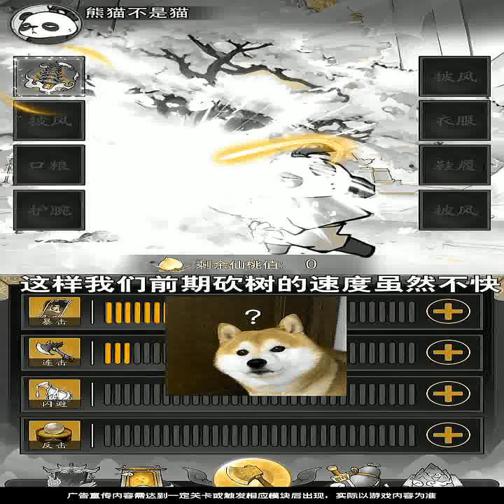 熊猫不是猫
披风
披风
衣服
口粮
鞋履
护腕
披风
剩余仙桃值: 0
这样我们前期砍树的速度虽然不快
暴击
?
连击
闪避
反击
广告宣传内容需达到一定关卡或触发相应模块后出现，实际以游戏内容为准